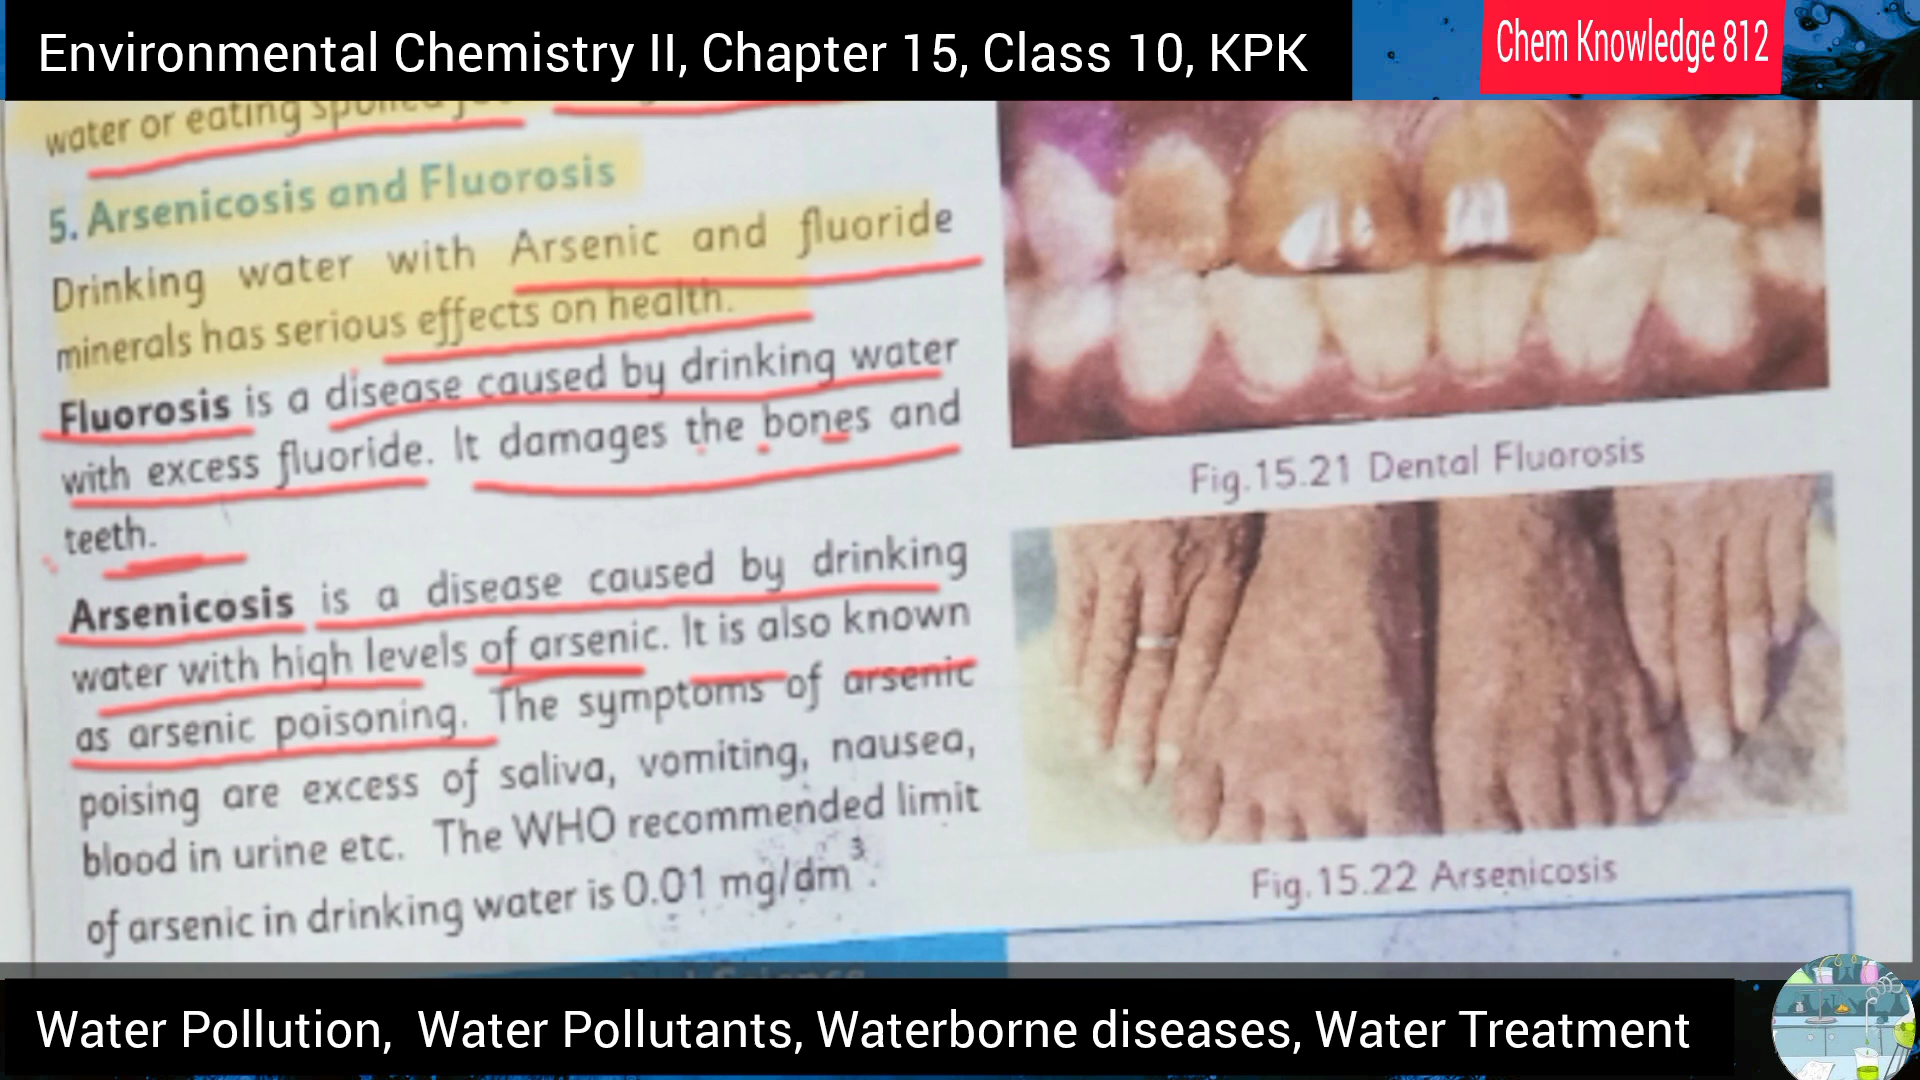 Environmental Chemistry II, Chapter 15, Class 10, KPK
Chem Knowledge 812
water or eating spoiled
5. Arsenicosis and Fluorosis
Drinking water with Arsenic and fluoride
minerals has serious effects on health.
Fluorosis is a disease caused by drinking water
with excess fluoride. It damages the bones and
teeth.
Arsenicosis is a disease caused by drinking
water with high levels of arsenic. It is also known
as arsenic poisoning. The symptoms of arsenic
poising are excess of saliva, vomiting, nausea,
blood in urine etc. The WHO recommended limit
of arsenic in drinking water is 0.01 mg/dm³.
Fig.15.21 Dental Fluorosis
Fig.15.22 Arsenicosis
Science
Water Pollution, Water Pollutants, Waterborne diseases, Water Treatment